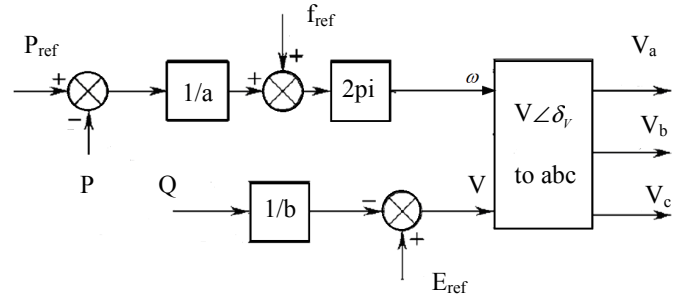 f_ref
P_ref
V_a
+
+
+
1/a
2pi
ω
−
V∠δ_V
V_b
to abc
P
Q
V
V_c
1/b
−
+
E_ref